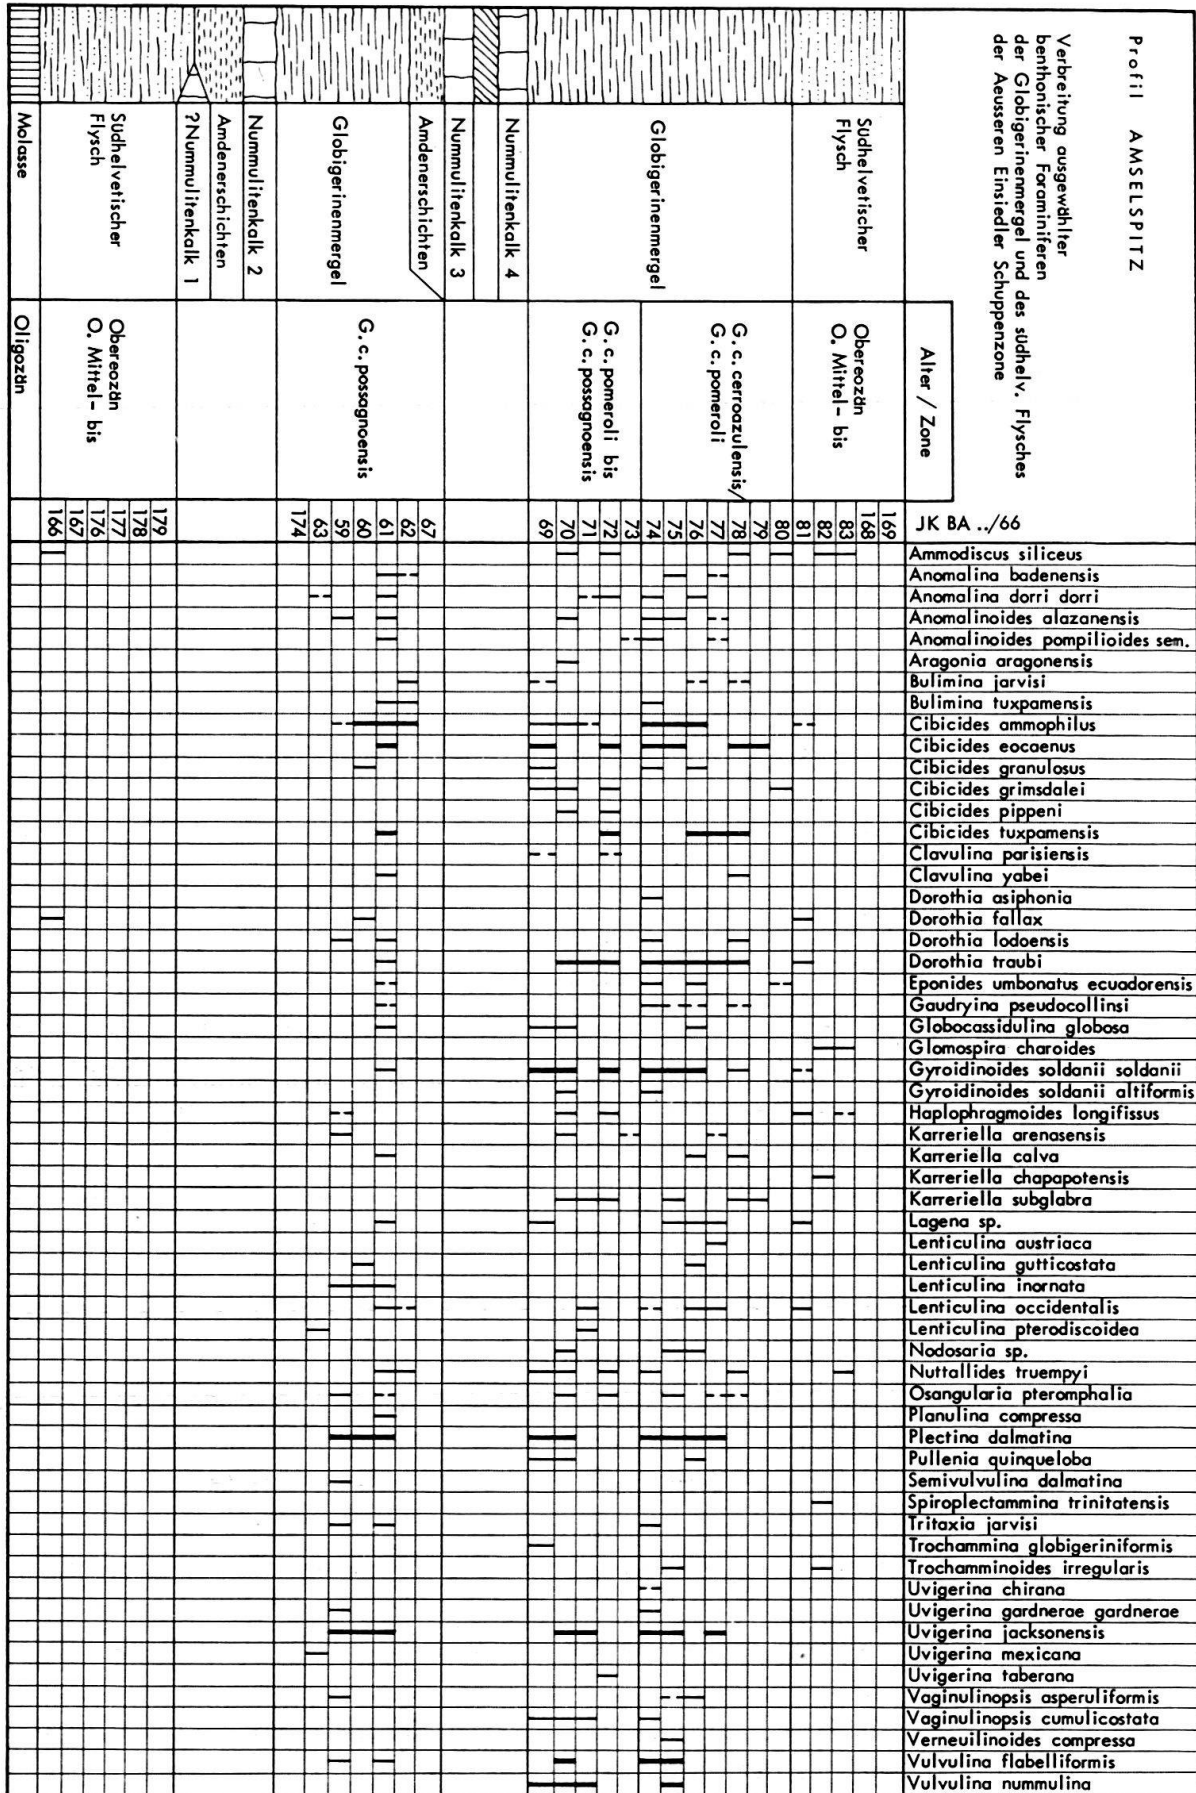 Profil AMSELSPITZ
Verbreitung ausgewählter
benthonischer Foraminiferen
der Globigerinenmergel und des südhelv. Flysches
der Aeusseren Einsiedler Schuppenzone
Alter / Zone
JK BA ../66
Südhelvetischer
Flysch
Globigerinenmergel
Nummulitenkalk 4
Nummulitenkalk 3
Amdenerschichten
Globigerinenmergel
Nummulitenkalk 2
Amdenerschichten
?Nummulitenkalk 1
Südhelvetischer
Flysch
Molasse
Obereozän
O. Mittel- bis
G. c. cerroazulensis/
G. c. pomeroli
G. c. pomeroli bis
G. c. possagnoensis
G. c. possagnoensis
Obereozän
O. Mittel- bis
Oligozän
169
168
83
82
81
80
79
78
77
76
75
74
73
72
71
70
69
67
62
61
60
59
63
174
179
178
177
176
167
166
Ammodiscus siliceus
Anomalina badenensis
Anomalina dorri dorri
Anomalinoides alazanensis
Anomalinoides pompilioides sem.
Aragonia aragonensis
Bulimina jarvisi
Bulimina tuxpamensis
Cibicides ammophilus
Cibicides eocaenus
Cibicides granulosus
Cibicides grimsdalei
Cibicides pippeni
Cibicides tuxpamensis
Clavulina parisiensis
Clavulina yabei
Dorothia asiphonia
Dorothia fallax
Dorothia lodoensis
Dorothia traubi
Eponides umbonatus ecuadorensis
Gaudryina pseudocollinsi
Globocassidulina globosa
Glomospira charoides
Gyroidinoides soldanii soldanii
Gyroidinoides soldanii altiformis
Haplophragmoides longifissus
Karreriella arenasensis
Karreriella calva
Karreriella chapapotensis
Karreriella subglabra
Lagena sp.
Lenticulina austriaca
Lenticulina gutticostata
Lenticulina inornata
Lenticulina occidentalis
Lenticulina pterodiscoidea
Nodosaria sp.
Nuttallides truempyi
Osangularia pteromphalia
Planulina compressa
Plectina dalmatina
Pullenia quinqueloba
Semivulvulina dalmatina
Spiroplectammina trinitatensis
Tritaxia jarvisi
Trochammina globigeriniformis
Trochamminoides irregularis
Uvigerina chirana
Uvigerina gardnerae gardnerae
Uvigerina jacksonensis
Uvigerina mexicana
Uvigerina taberana
Vaginulinopsis asperuliformis
Vaginulinopsis cumulicostata
Verneuilinoides compressa
Vulvulina flabelliformis
Vulvulina nummulina